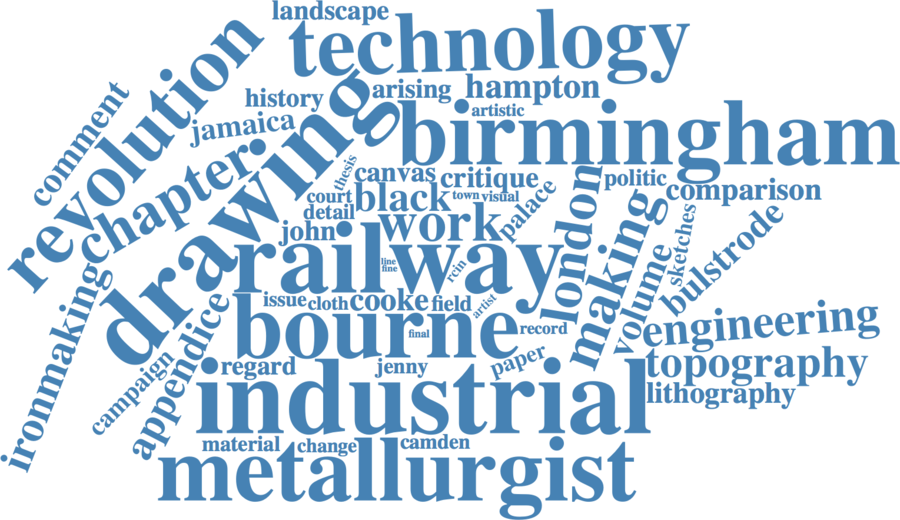 landscape
technology
revolution
comment
history
arising
hampton
artistic
jamaica
birmingham
chapter
drawing
thesis
canvas
critique
politic
comparison
court
black
town
visual
palace
detail
john
work
london
making
sketches
bulstrode
volume
railway
line
fine
rcin
ironmaking
issue
cloth
cooke
field
artist
bourne
final
record
engineering
appendice
campaign
regard
jenny
paper
topography
industrial
lithography
material
change
camden
metallurgist